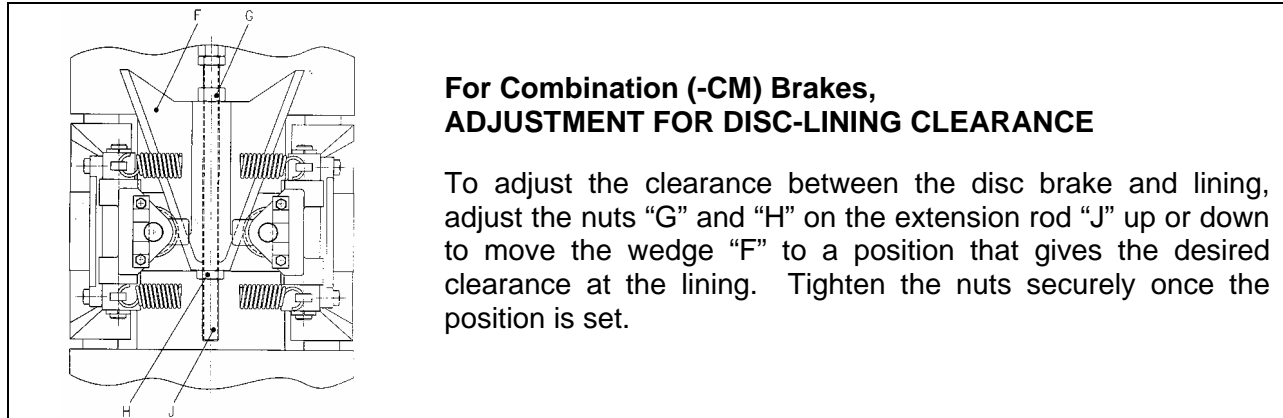 F G
For Combination (-CM) Brakes,
ADJUSTMENT FOR DISC-LINING CLEARANCE
To adjust the clearance between the disc brake and lining,
adjust the nuts “G” and “H” on the extension rod “J” up or down
to move the wedge “F” to a position that gives the desired
clearance at the lining. Tighten the nuts securely once the
position is set.
H J